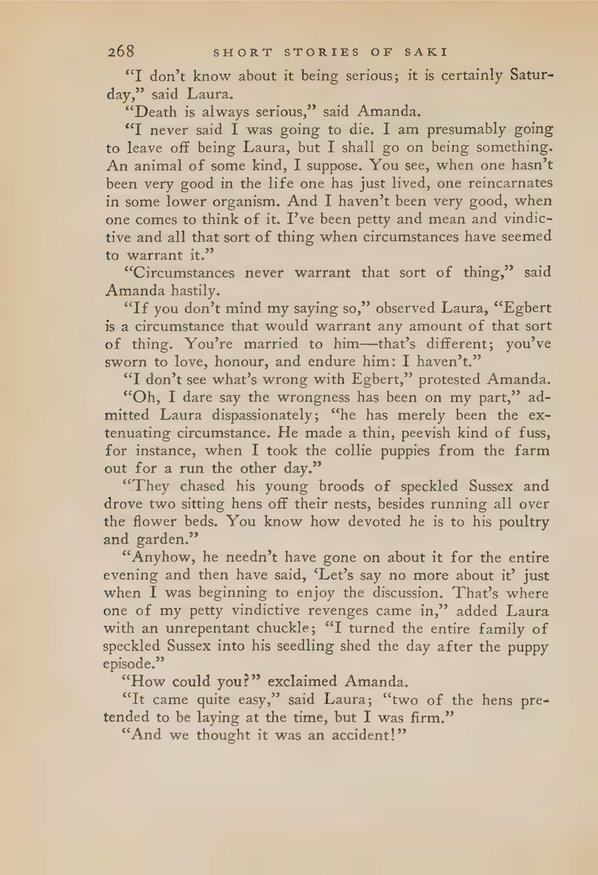 268 SHORT STORIES OF SAKI
“I don’t know about it being serious; it is certainly Satur-
day,” said Laura.
“Death is always serious,” said Amanda.
“I never said I was going to die. I am presumably going
to leave off being Laura, but I shall go on being something.
An animal of some kind, I suppose. You see, when one hasn’t
been very good in the life one has just lived, one reincarnates
in some lower organism. And I haven’t been very good, when
one comes to think of it. I’ve been petty and mean and vindic-
tive and all that sort of thing when circumstances have seemed
to warrant it.”
“Circumstances never warrant that sort of thing,” said
Amanda hastily.
“If you don’t mind my saying so,” observed Laura, “Egbert
is a circumstance that would warrant any amount of that sort
of thing. You’re married to him—that’s different; you’ve
sworn to love, honour, and endure him: I haven’t.”
“I don’t see what’s wrong with Egbert,” protested Amanda.
“Oh, I dare say the wrongness has been on my part,” ad-
mitted Laura dispassionately; “he has merely been the ex-
tenuating circumstance. He made a thin, peevish kind of fuss,
for instance, when I took the collie puppies from the farm
out for a run the other day.”
“They chased his young broods of speckled Sussex and
drove two sitting hens off their nests, besides running all over
the flower beds. You know how devoted he is to his poultry
and garden.”
“Anyhow, he needn’t have gone on about it for the entire
evening and then have said, ‘Let’s say no more about it’ just
when I was beginning to enjoy the discussion. That’s where
one of my petty vindictive revenges came in,” added Laura
with an unrepentant chuckle; “I turned the entire family of
speckled Sussex into his seedling shed the day after the puppy
episode.”
“How could you?” exclaimed Amanda.
“It came quite easy,” said Laura; “two of the hens pre-
tended to be laying at the time, but I was firm.”
“And we thought it was an accident!”